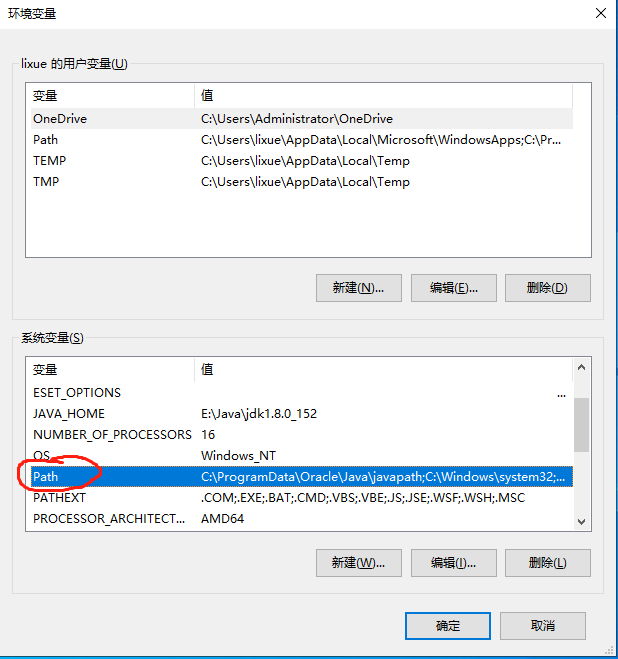 环境变量
lixue 的用户变量(U)
变量 值
OneDrive C:\Users\Administrator\OneDrive
Path C:\Users\lixue\AppData\Local\Microsoft\WindowsApps;C:\Pr...
TEMP C:\Users\lixue\AppData\Local\Temp
TMP C:\Users\lixue\AppData\Local\Temp
新建(N)... 编辑(E)... 删除(D)
系统变量(S)
变量 值
ESET_OPTIONS ...
JAVA_HOME E:\Java\jdk1.8.0_152
NUMBER_OF_PROCESSORS 16
OS Windows_NT
Path C:\ProgramData\Oracle\Java\javapath;C:\Windows\system32;...
PATHEXT .COM;.EXE;.BAT;.CMD;.VBS;.VBE;.JS;.JSE;.WSF;.WSH;.MSC
PROCESSOR_ARCHITECT... AMD64
新建(W)... 编辑(I)... 删除(L)
确定 取消